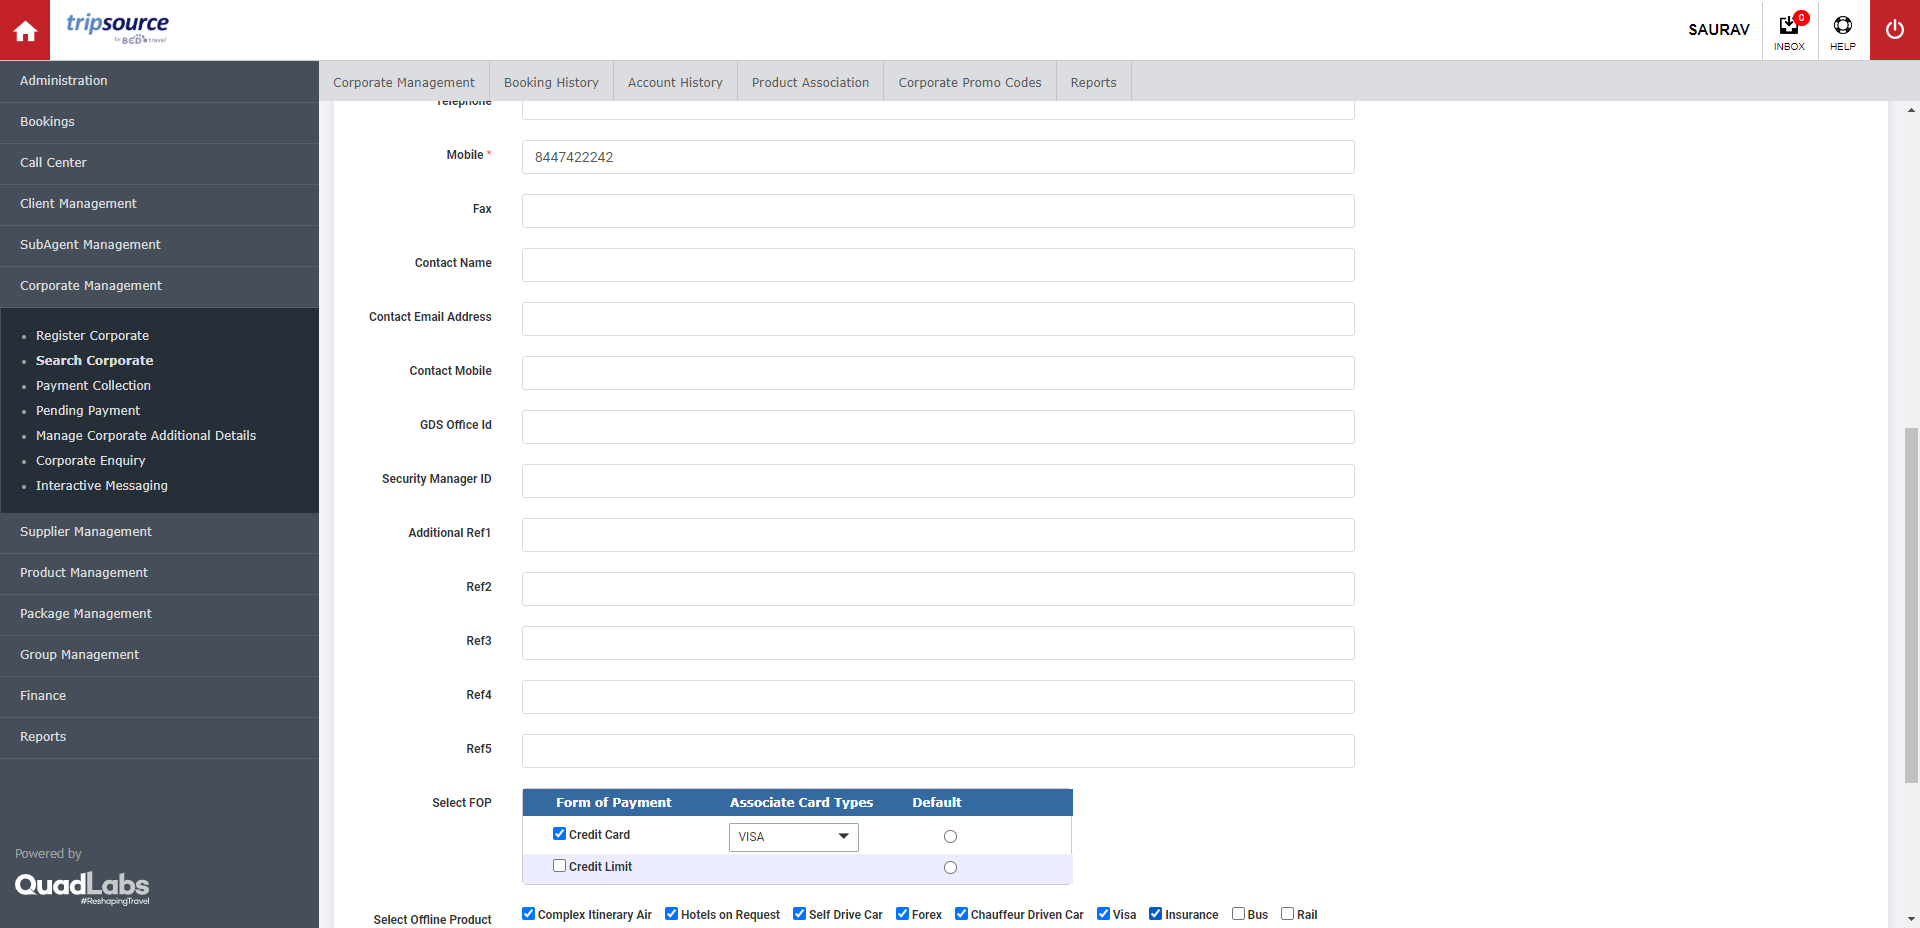 tripsource
by BCD travel
SAURAV
0
INBOX
HELP
Administration
Bookings
Call Center
Client Management
SubAgent Management
Corporate Management
Register Corporate
Search Corporate
Payment Collection
Pending Payment
Manage Corporate Additional Details
Corporate Enquiry
Interactive Messaging
Supplier Management
Product Management
Package Management
Group Management
Finance
Reports
Powered by
QuadLabs
#ReshapingTravel
Corporate Management Booking History Account History Product Association Corporate Promo Codes Reports
Telephone
Mobile * 8447422242
Fax
Contact Name
Contact Email Address
Contact Mobile
GDS Office Id
Security Manager ID
Additional Ref1
Ref2
Ref3
Ref4
Ref5
Select FOP Form of Payment Associate Card Types Default
Credit Card VISA
Credit Limit
Select Offline Product Complex Itinerary Air Hotels on Request Self Drive Car Forex Chauffeur Driven Car Visa Insurance Bus Rail